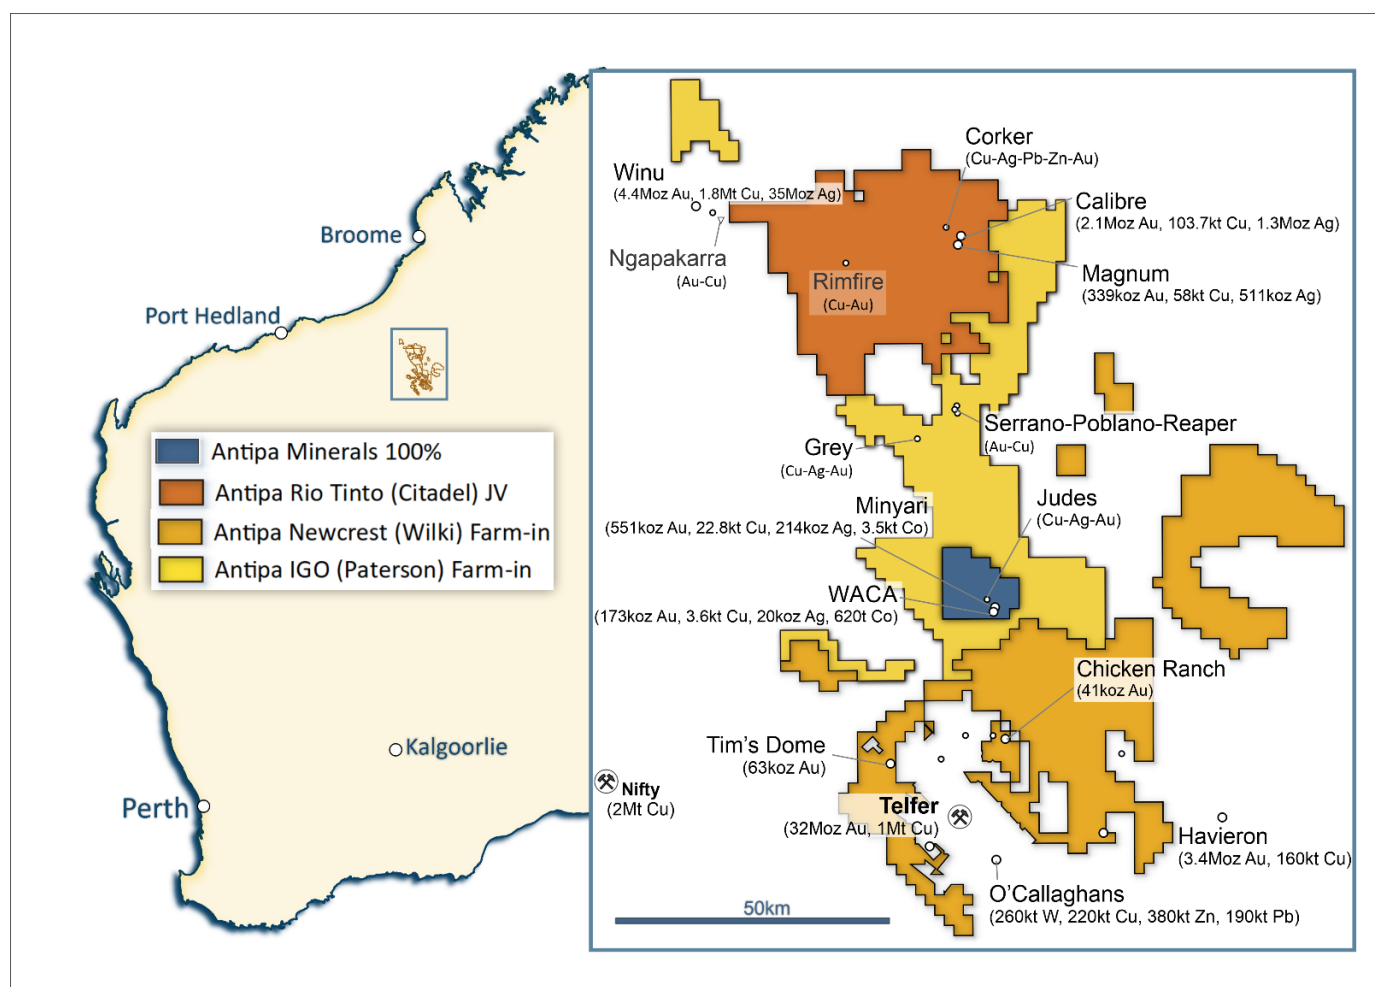 Broome
Port Hedland
Antipa Minerals 100%
Antipa Rio Tinto (Citadel) JV
Antipa Newcrest (Wilki) Farm-in
Antipa IGO (Paterson) Farm-in
Kalgoorlie
Perth
Corker
(Cu-Ag-Pb-Zn-Au)
Winu
(4.4Moz Au, 1.8Mt Cu, 35Moz Ag)
Calibre
(2.1Moz Au, 103.7kt Cu, 1.3Moz Ag)
Ngapakarra
(Au-Cu)
Rimfire
(Cu-Au)
Magnum
(339koz Au, 58kt Cu, 511koz Ag)
Serrano-Poblano-Reaper
(Au-Cu)
Grey
(Cu-Ag-Au)
Minyari
(551koz Au, 22.8kt Cu, 214koz Ag, 3.5kt Co)
Judes
(Cu-Ag-Au)
WACA
(173koz Au, 3.6kt Cu, 20koz Ag, 620t Co)
Chicken Ranch
(41koz Au)
Tim's Dome
(63koz Au)
Nifty
(2Mt Cu)
Telfer
(32Moz Au, 1Mt Cu)
Havieron
(3.4Moz Au, 160kt Cu)
O'Callaghans
(260kt W, 220kt Cu, 380kt Zn, 190kt Pb)
50km